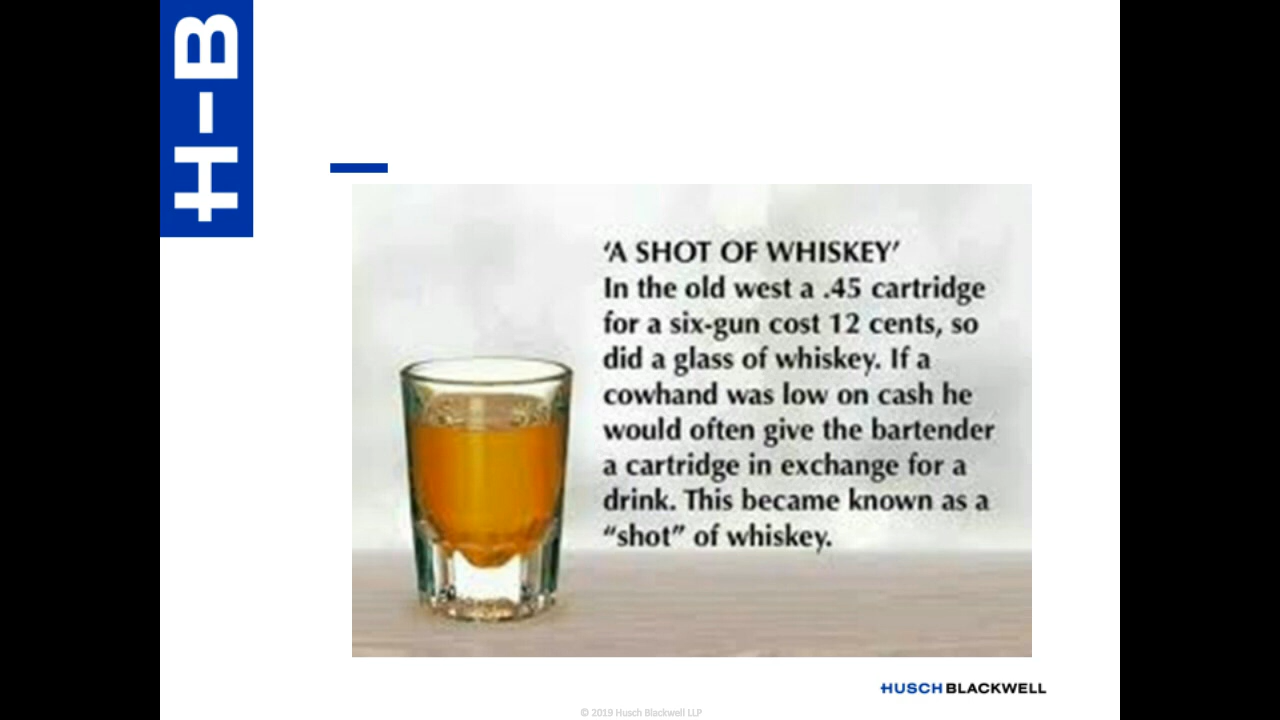 H-B
‘A SHOT OF WHISKEY’
In the old west a .45 cartridge
for a six-gun cost 12 cents, so
did a glass of whiskey. If a
cowhand was low on cash he
would often give the bartender
a cartridge in exchange for a
drink. This became known as a
“shot” of whiskey.
HUSCH BLACKWELL
© 2019 Husch Blackwell LLP